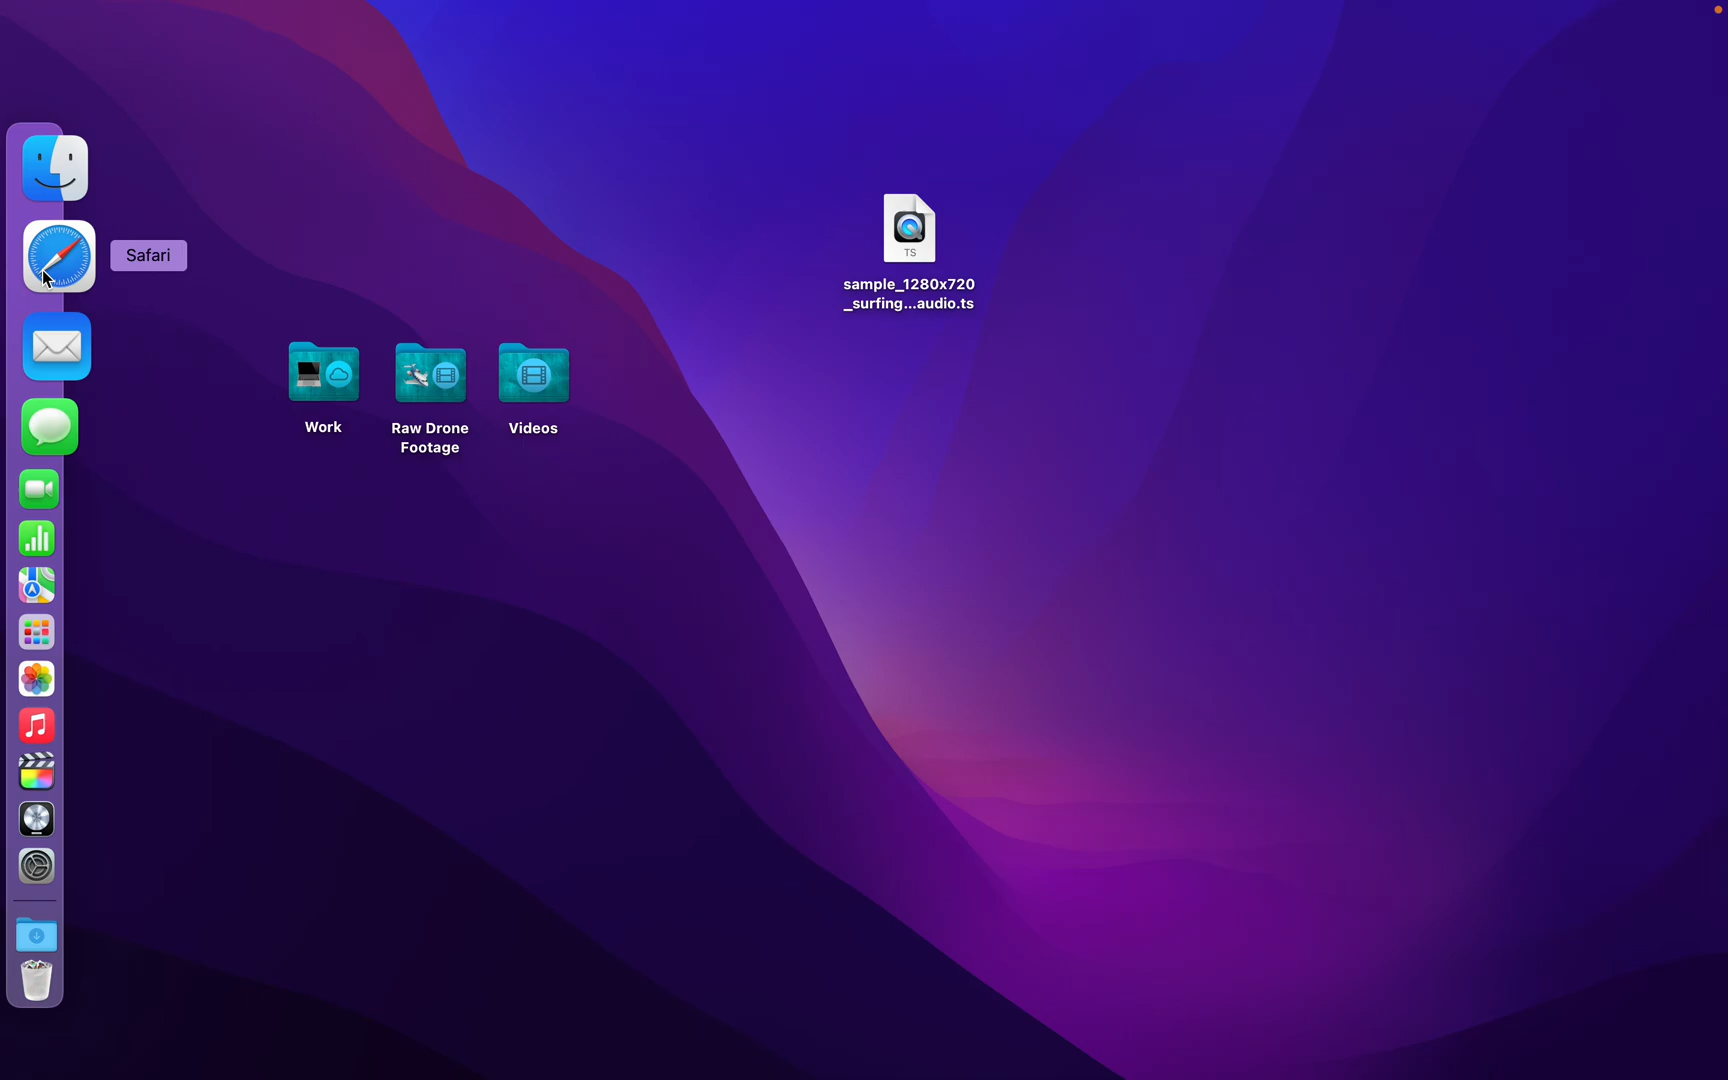 Safari
TS
sample_1280x720
_surfing...audio.ts
Work
Raw Drone
Footage
Videos